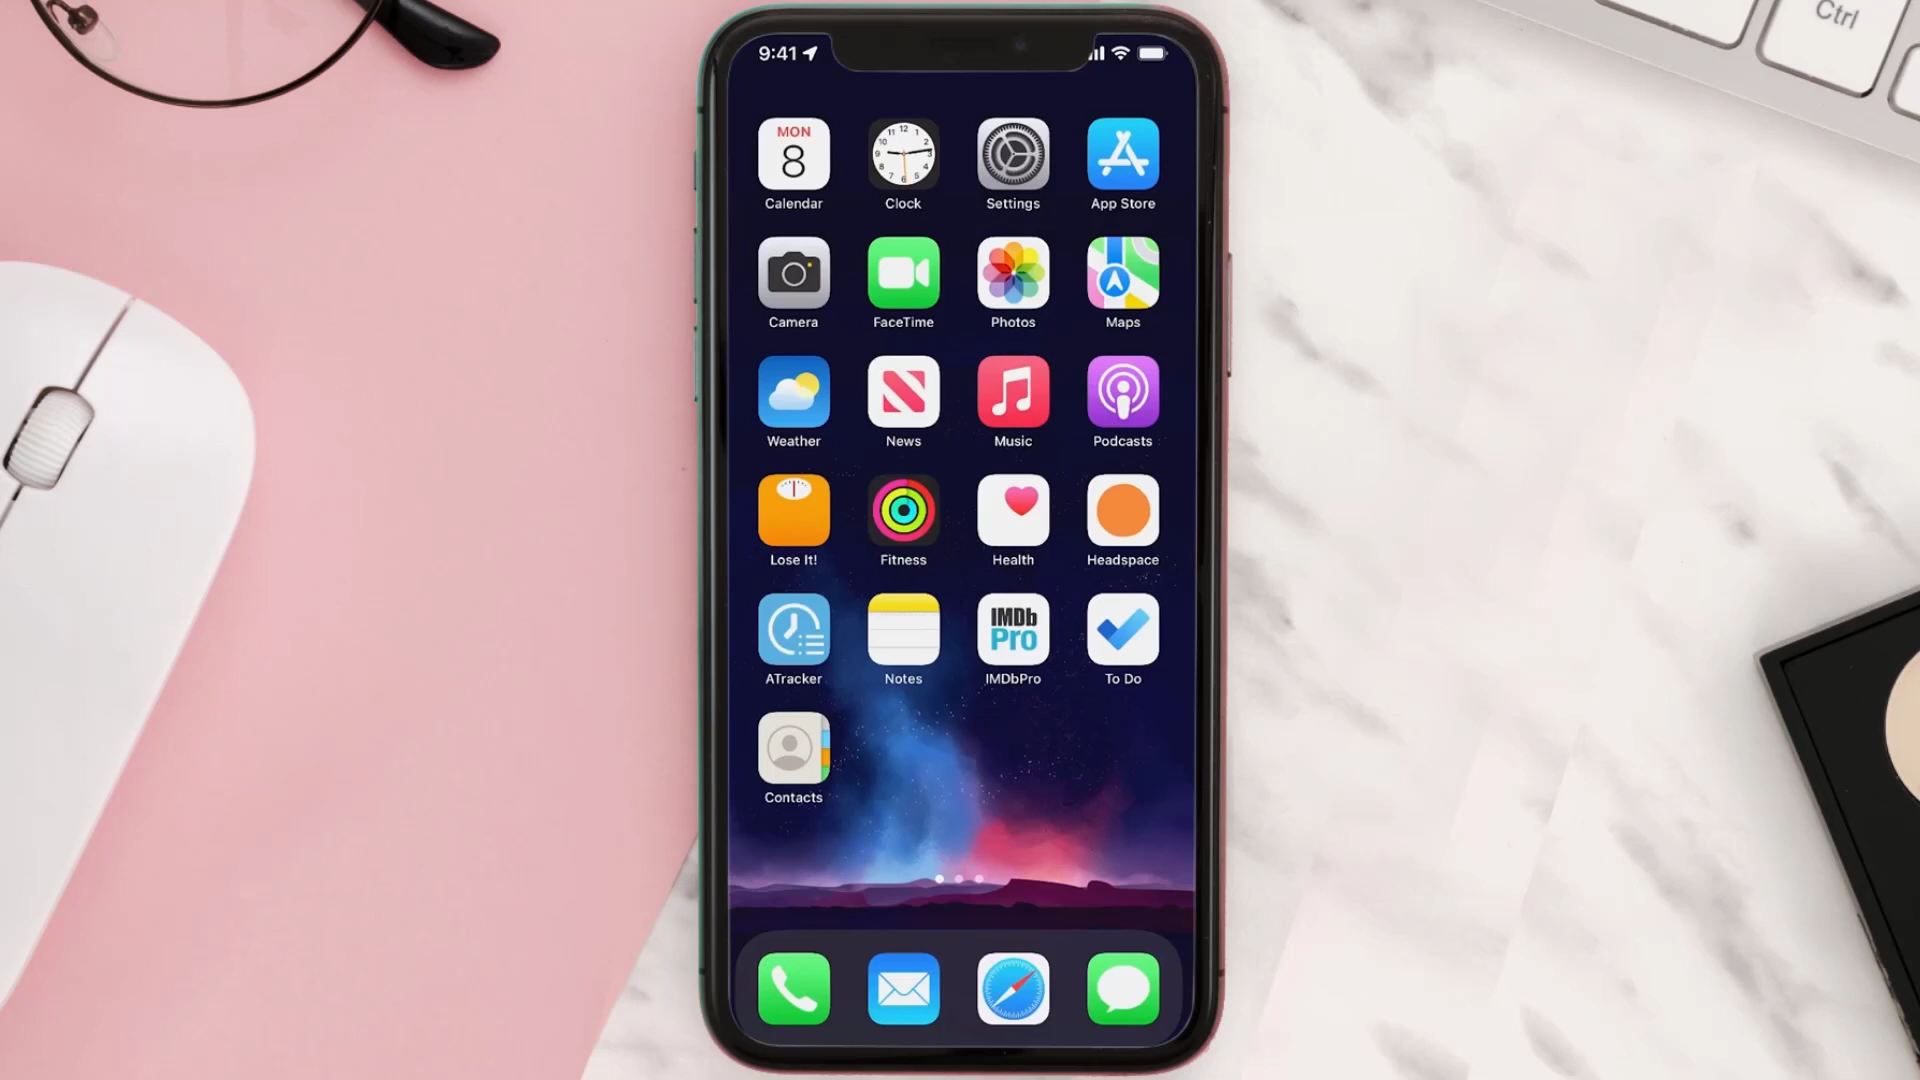 Ctrl
9:41
MON
8
Calendar Clock Settings App Store
Camera FaceTime Photos Maps
Weather News Music Podcasts
Lose It! Fitness Health Headspace
IMDb
Pro
ATracker Notes IMDbPro To Do
Contacts